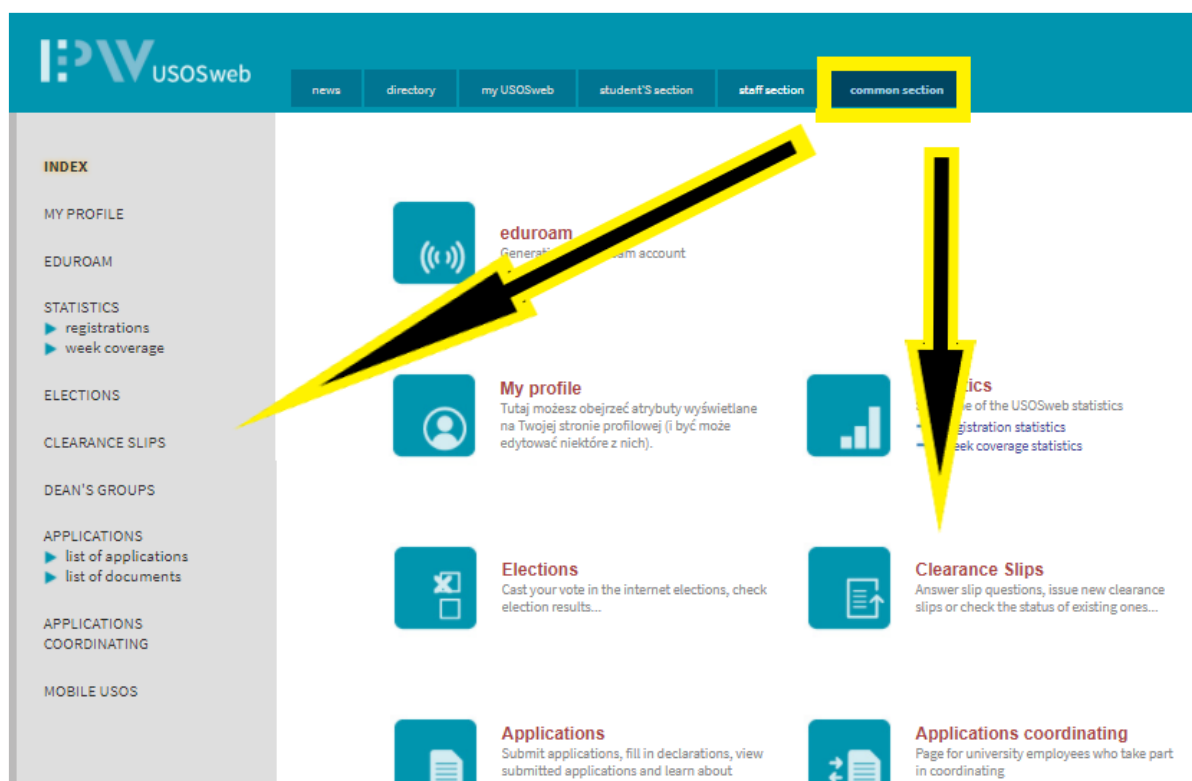 PW USOSweb
news directory my USOSweb student'S section staff section common section
INDEX
MY PROFILE
EDUROAM
STATISTICS
registrations
week coverage
ELECTIONS
CLEARANCE SLIPS
DEAN'S GROUPS
APPLICATIONS
list of applications
list of documents
APPLICATIONS
COORDINATING
MOBILE USOS
eduroam
account
My profile
Tutaj możesz obejrzeć atrybuty wyświetlane
na Twojej stronie profilowej (i być może
edytować niektóre z nich).
of the USOSweb statistics
statistics
coverage statistics
Elections
Cast your vote in the internet elections, check
election results...
Clearance Slips
Answer slip questions, issue new clearance
slips or check the status of existing ones...
Applications
Submit applications, fill in declarations, view
submitted applications and learn about
Applications coordinating
Page for university employees who take part
in coordinating